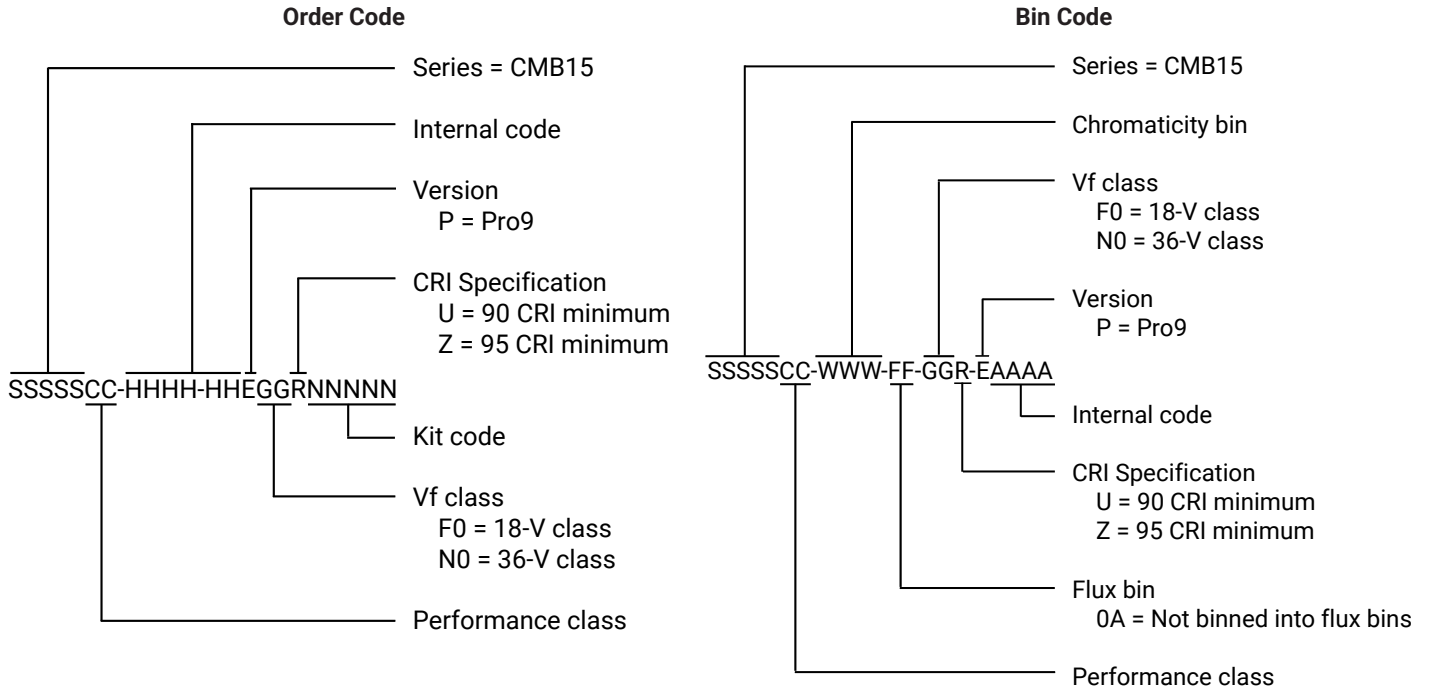 Order Code
Series = CMB15
Internal code
Version
P = Pro9
CRI Specification
U = 90 CRI minimum
Z = 95 CRI minimum
SSSSSCC-HHHH-HHEGGRNNNNN
Kit code
Vf class
F0 = 18-V class
N0 = 36-V class
Performance class
Bin Code
Series = CMB15
Chromaticity bin
Vf class
F0 = 18-V class
N0 = 36-V class
Version
P = Pro9
SSSSSCC-WWW-FF-GGR-EAAAA
Internal code
CRI Specification
U = 90 CRI minimum
Z = 95 CRI minimum
Flux bin
0A = Not binned into flux bins
Performance class